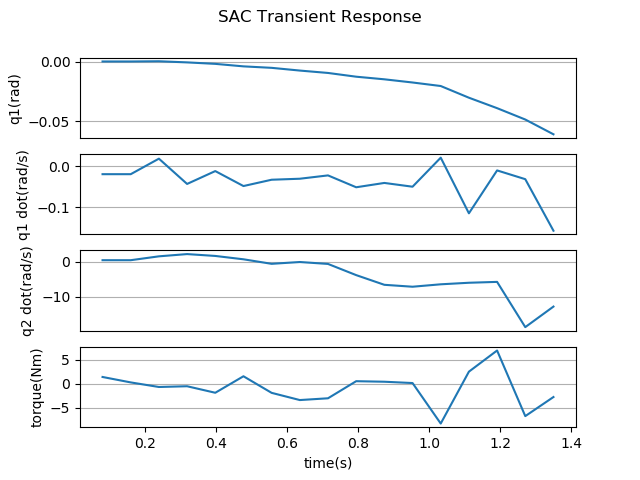 SAC Transient Response
q1(rad)
0.00
−0.05
q1 dot(rad/s)
0.0
−0.1
q2 dot(rad/s)
0
−10
torque(Nm)
5
0
−5
0.2 0.4 0.6 0.8 1.0 1.2 1.4
time(s)